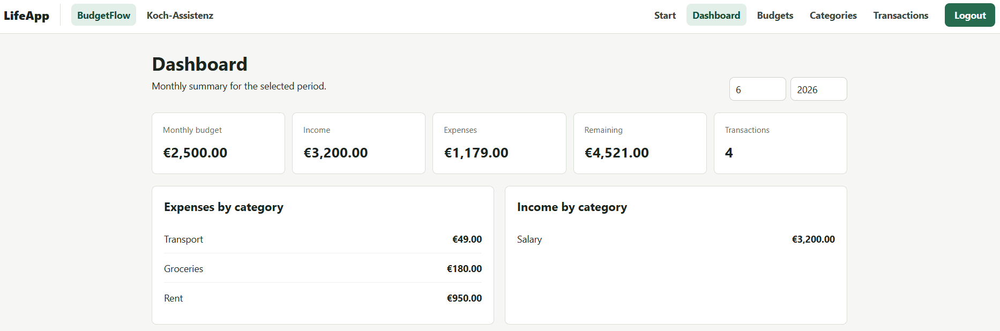 LifeApp BudgetFlow Koch-Assistenz Start Dashboard Budgets Categories Transactions Logout
Dashboard
Monthly summary for the selected period.
6 2026
Monthly budget Income Expenses Remaining Transactions
€2,500.00 €3,200.00 €1,179.00 €4,521.00 4
Expenses by category
Transport €49.00
Groceries €180.00
Rent €950.00
Income by category
Salary €3,200.00